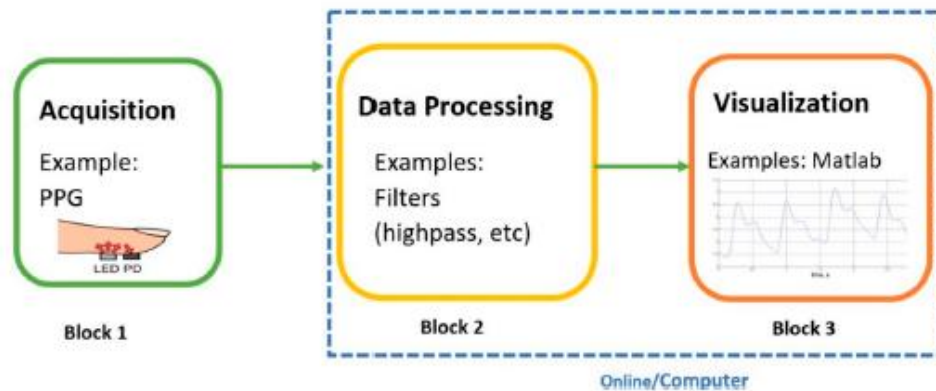 Acquisition
Example:
PPG
LED PD
Block 1
Data Processing
Examples:
Filters
(highpass, etc)
Block 2
Visualization
Examples: Matlab
Block 3
Online/Computer